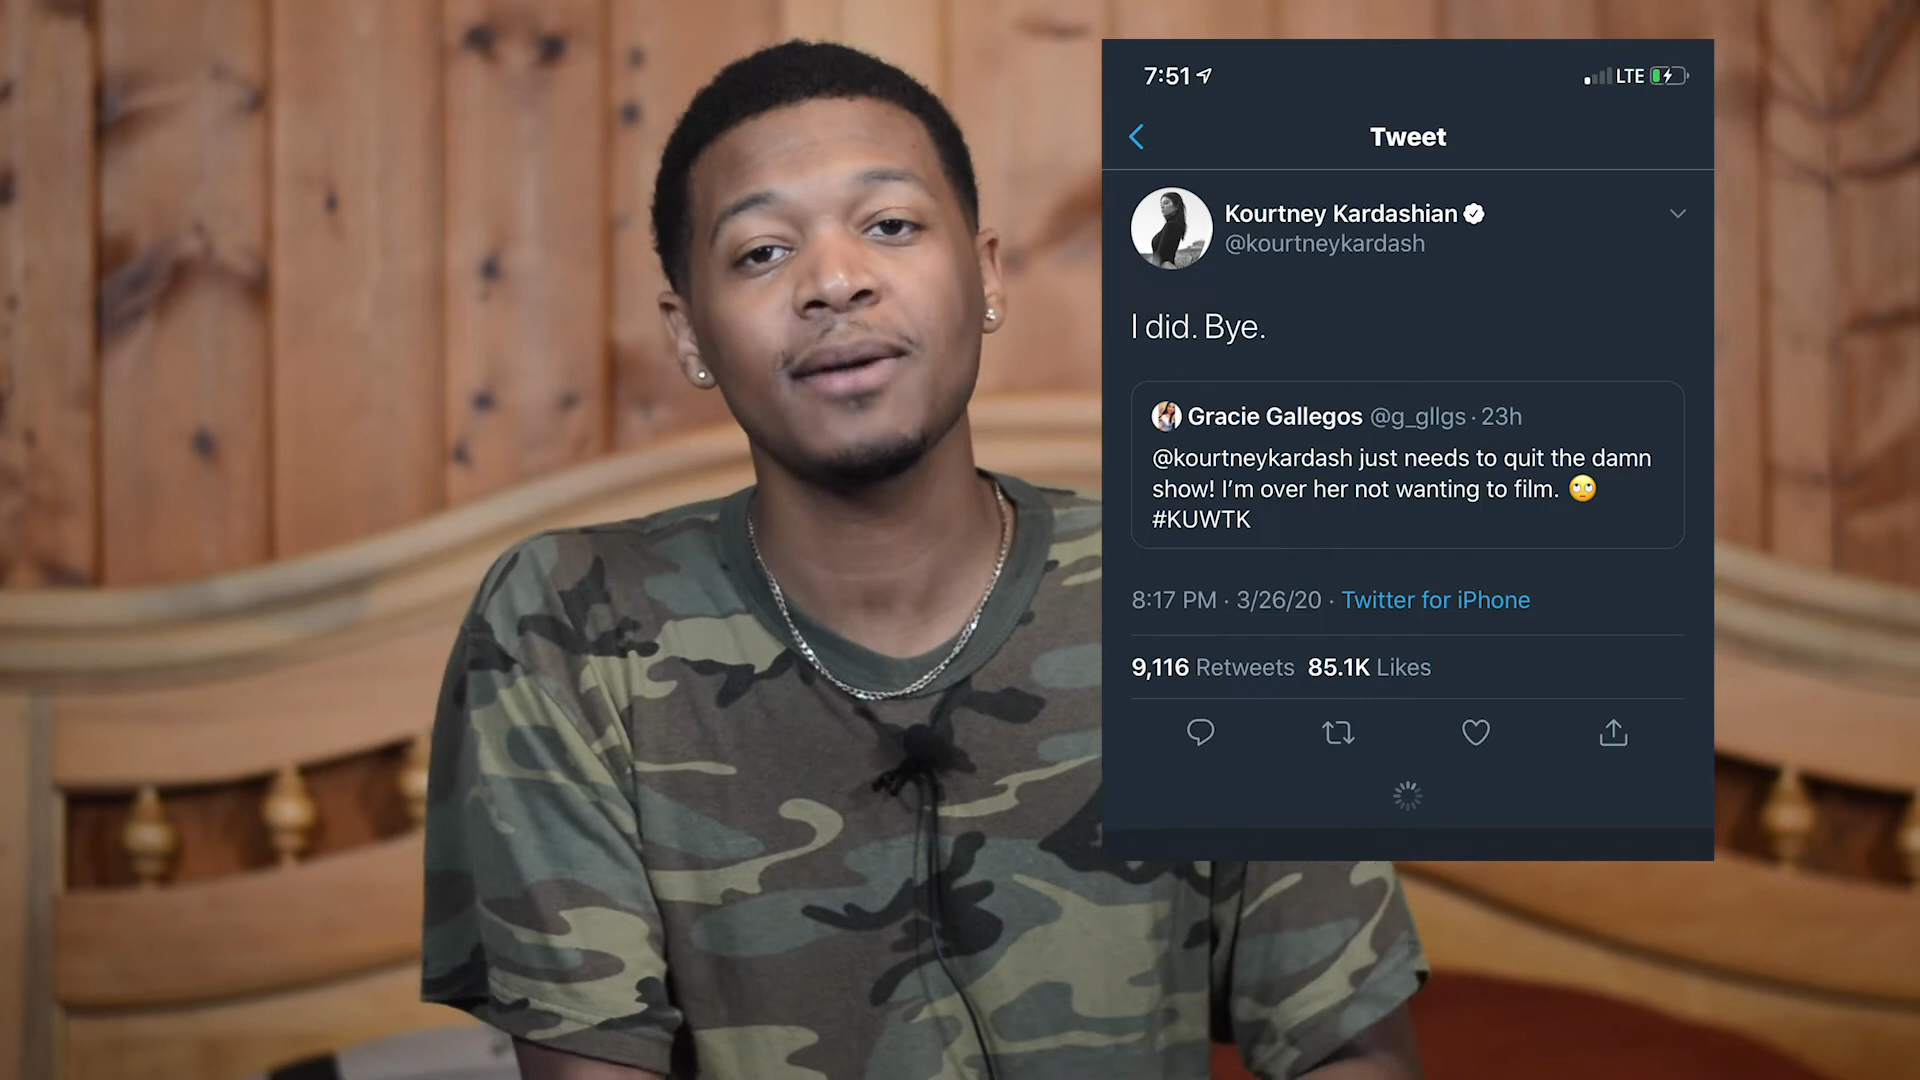 7:51 LTE
Tweet
Kourtney Kardashian
@kourtneykardash
I did. Bye.
Gracie Gallegos @g_gllgs · 23h
@kourtneykardash just needs to quit the damn
show! I’m over her not wanting to film. 🙄
#KUWTK
8:17 PM · 3/26/20 · Twitter for iPhone
9,116 Retweets 85.1K Likes